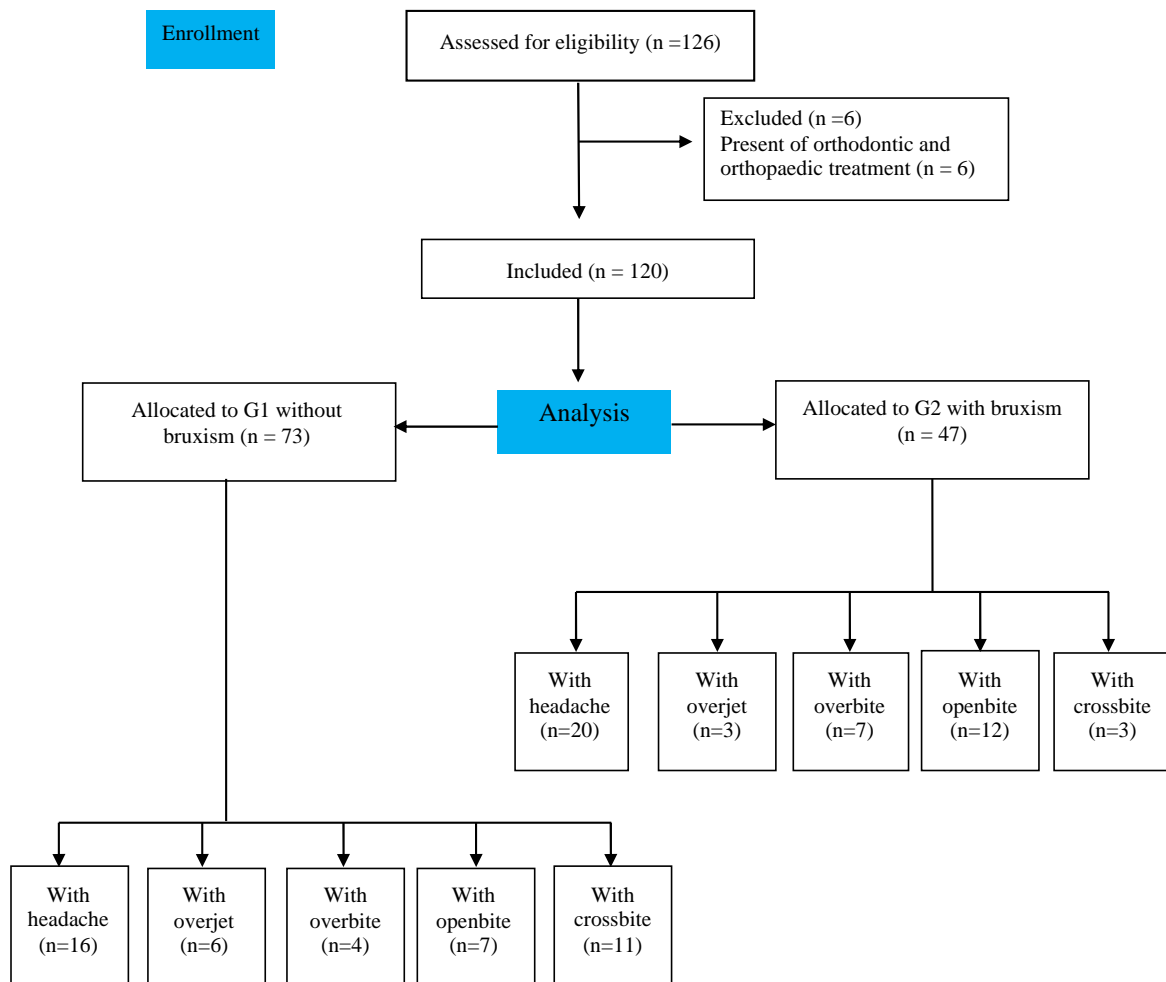 Enrollment
Assessed for eligibility (n =126)
Excluded (n =6)
Present of orthodontic and
orthopaedic treatment (n = 6)
Included (n = 120)
Allocated to G1 without
bruxism (n = 73)
Analysis
Allocated to G2 with bruxism
(n = 47)
With
headache
(n=20)
With
overjet
(n=3)
With
overbite
(n=7)
With
openbite
(n=12)
With
crossbite
(n=3)
With
headache
(n=16)
With
overjet
(n=6)
With
overbite
(n=4)
With
openbite
(n=7)
With
crossbite
(n=11)